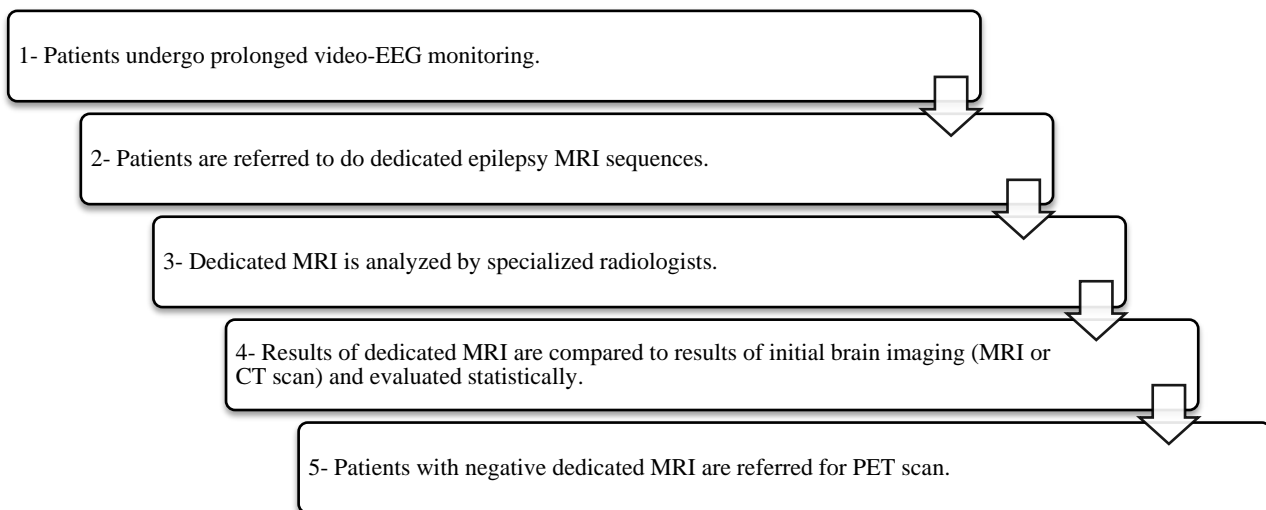 1- Patients undergo prolonged video-EEG monitoring.
2- Patients are referred to do dedicated epilepsy MRI sequences.
3- Dedicated MRI is analyzed by specialized radiologists.
4- Results of dedicated MRI are compared to results of initial brain imaging (MRI or
CT scan) and evaluated statistically.
5- Patients with negative dedicated MRI are referred for PET scan.